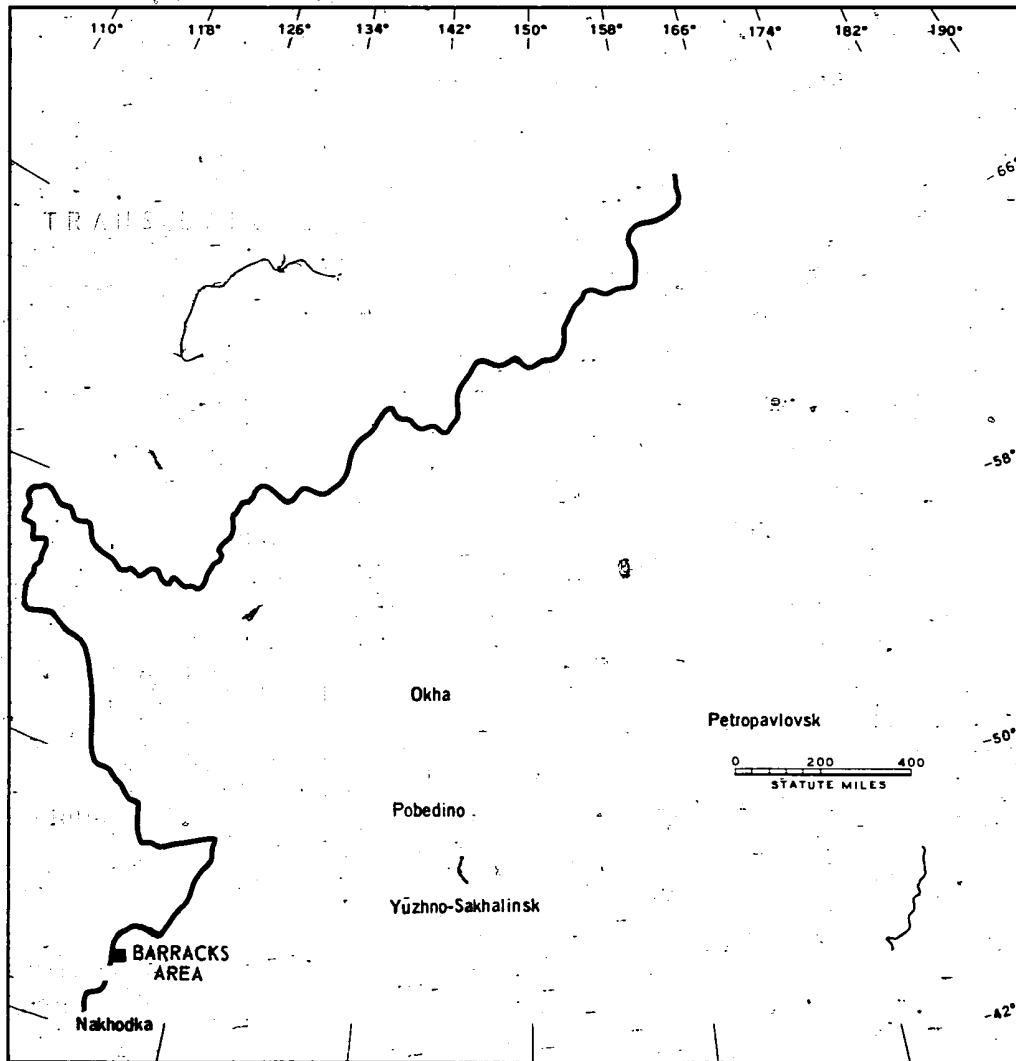 110° 118° 126° 134° 142° 150° 158° 166° 174° 182° 190°
66°
58°
Okha
Petropavlovsk
50°
0 200 400
STATUTE MILES
Pobedino
Yuzhno-Sakhalinsk
BARRACKS
AREA
42°
Nakhodka